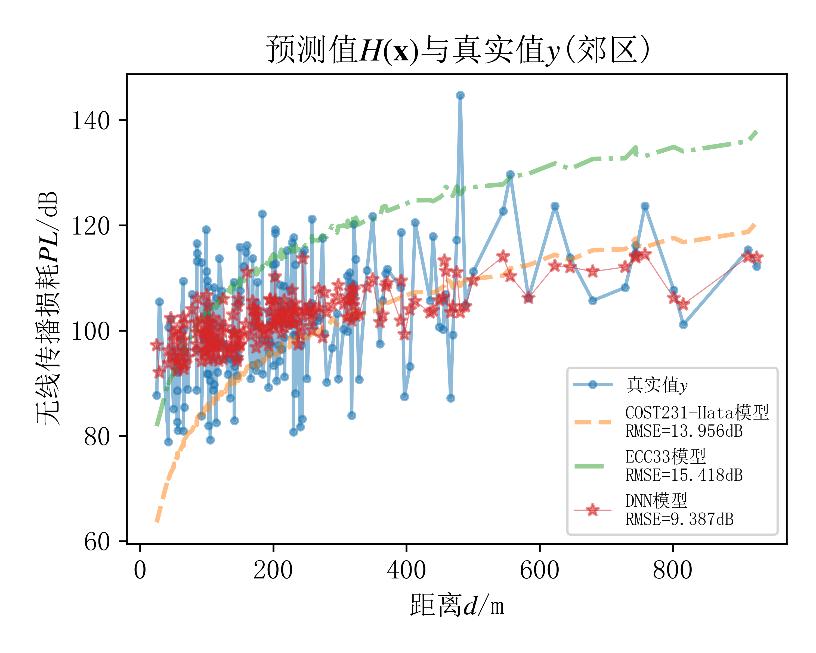 预测值H(x)与真实值y(郊区)
无线传播损耗PL/dB
140
120
100
80
60
0
200
400
600
800
距离d/m
真实值y
COST231-Hata模型
RMSE=13.956dB
ECC33模型
RMSE=15.418dB
DNN模型
RMSE=9.387dB